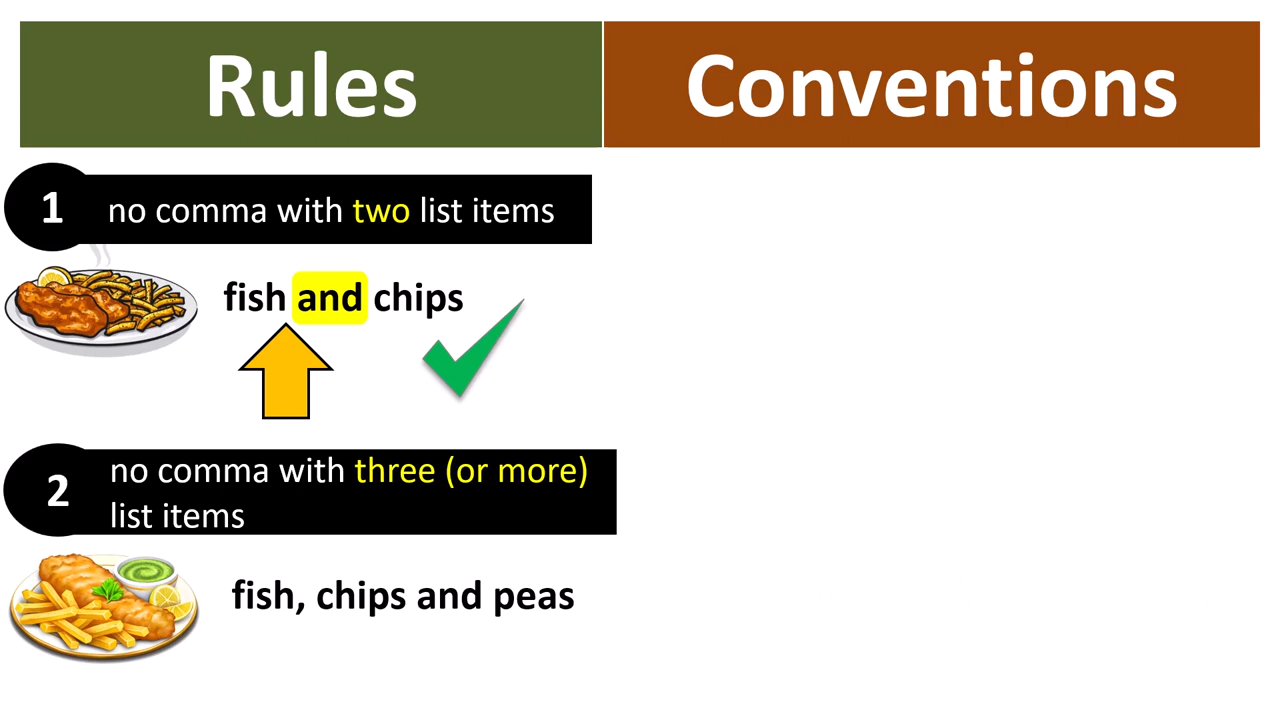 Rules
Conventions
1
no comma with two list items
fish and chips
2
no comma with three (or more)
list items
fish, chips and peas